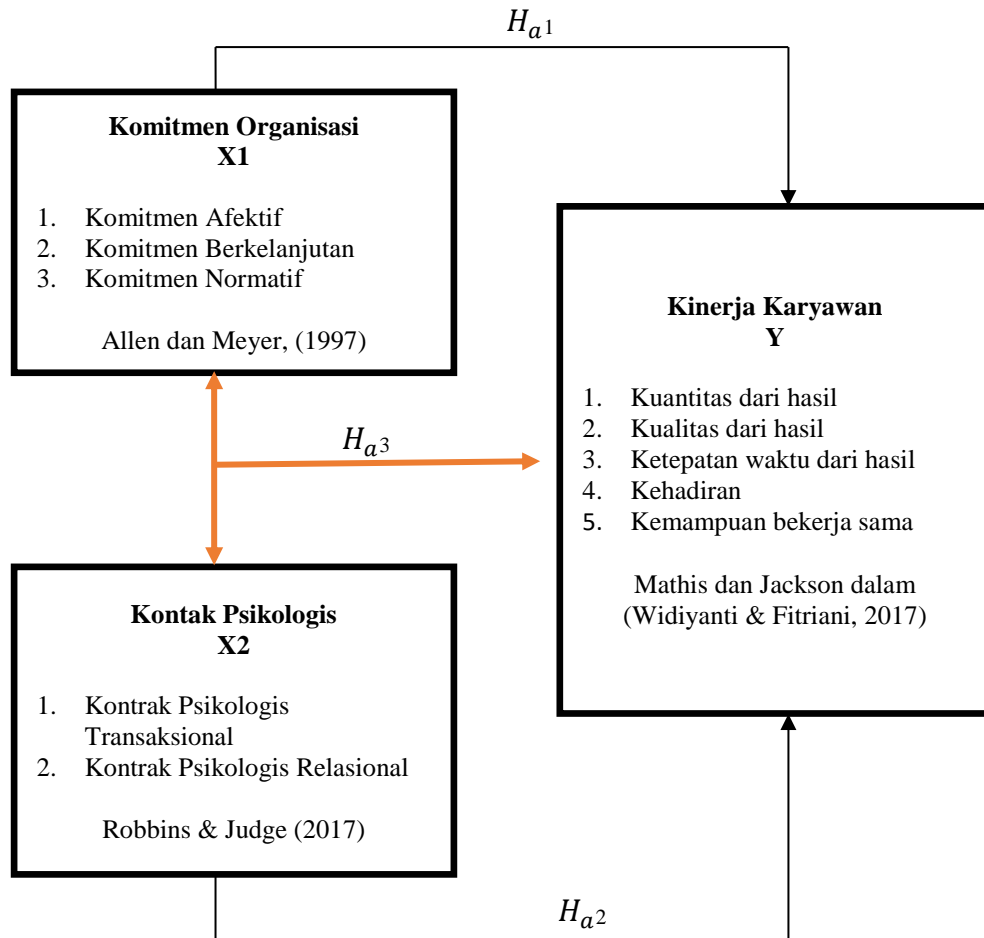 Ha1
Komitmen Organisasi
X1
1. Komitmen Afektif
2. Komitmen Berkelanjutan
3. Komitmen Normatif
Allen dan Meyer, (1997)
Ha3
Kontak Psikologis
X2
1. Kontrak Psikologis
Transaksional
2. Kontrak Psikologis Relasional
Robbins & Judge (2017)
Kinerja Karyawan
Y
1. Kuantitas dari hasil
2. Kualitas dari hasil
3. Ketepatan waktu dari hasil
4. Kehadiran
5. Kemampuan bekerja sama
Mathis dan Jackson dalam
(Widiyanti & Fitriani, 2017)
Ha2